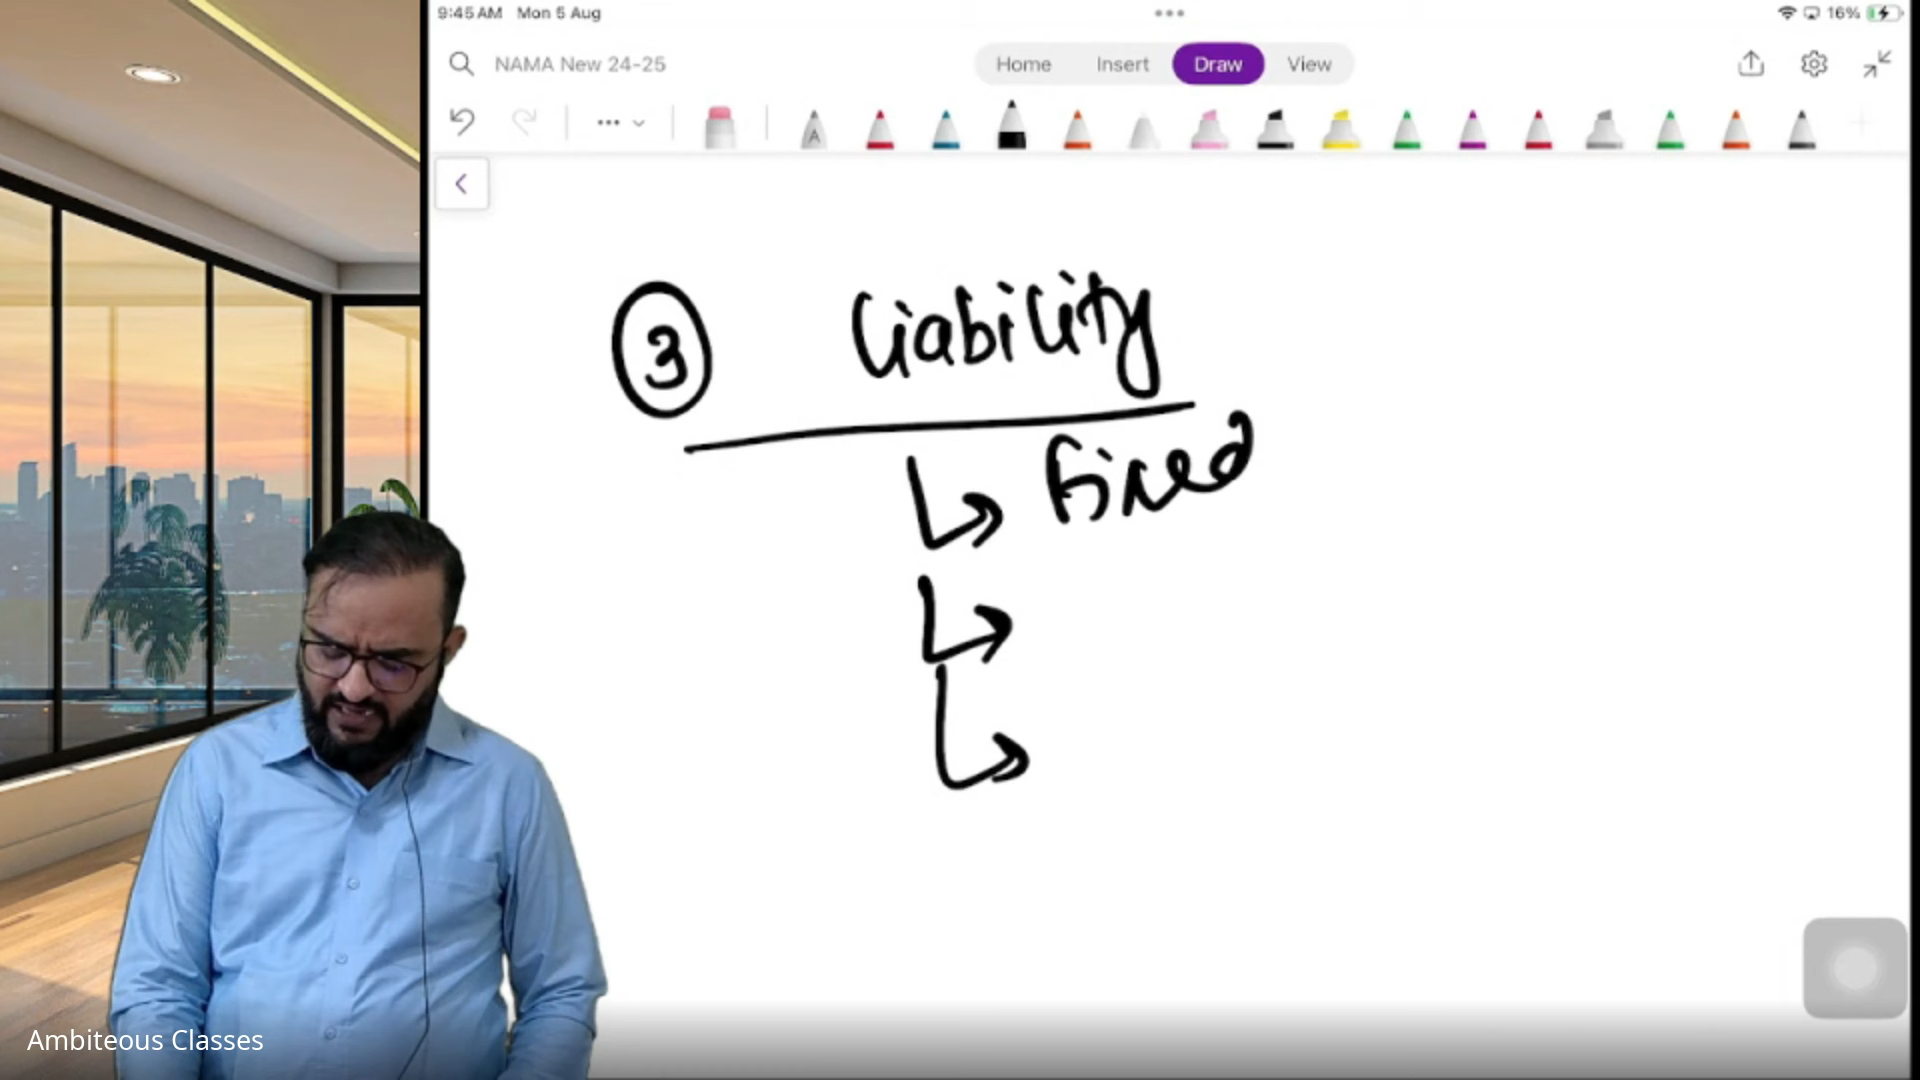 9:45 AM Mon 5 Aug
16%
NAMA New 24-25
Home Insert Draw View
A
3 Liability
Fixed
Ambiteous Classes